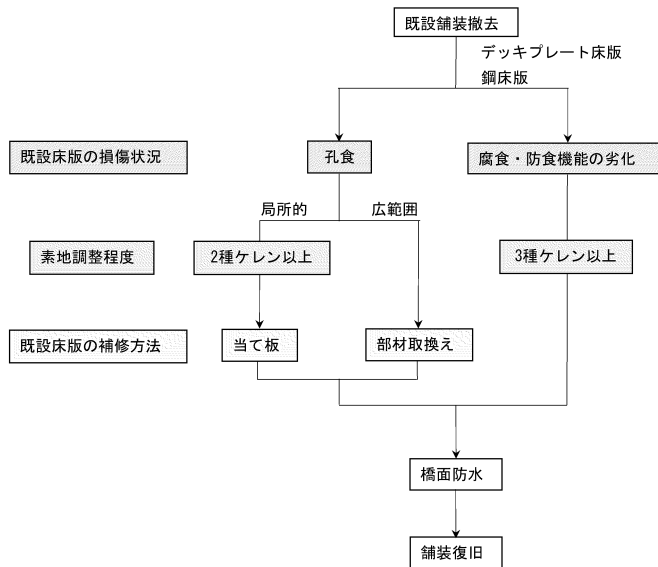 既設舗装撤去
デッキプレート床版
鋼床版
既設床版の損傷状況
孔食
腐食・防食機能の劣化
局所的
広範囲
素地調整程度
2種ケレン以上
3種ケレン以上
既設床版の補修方法
当て板
部材取換え
橋面防水
舗装復旧